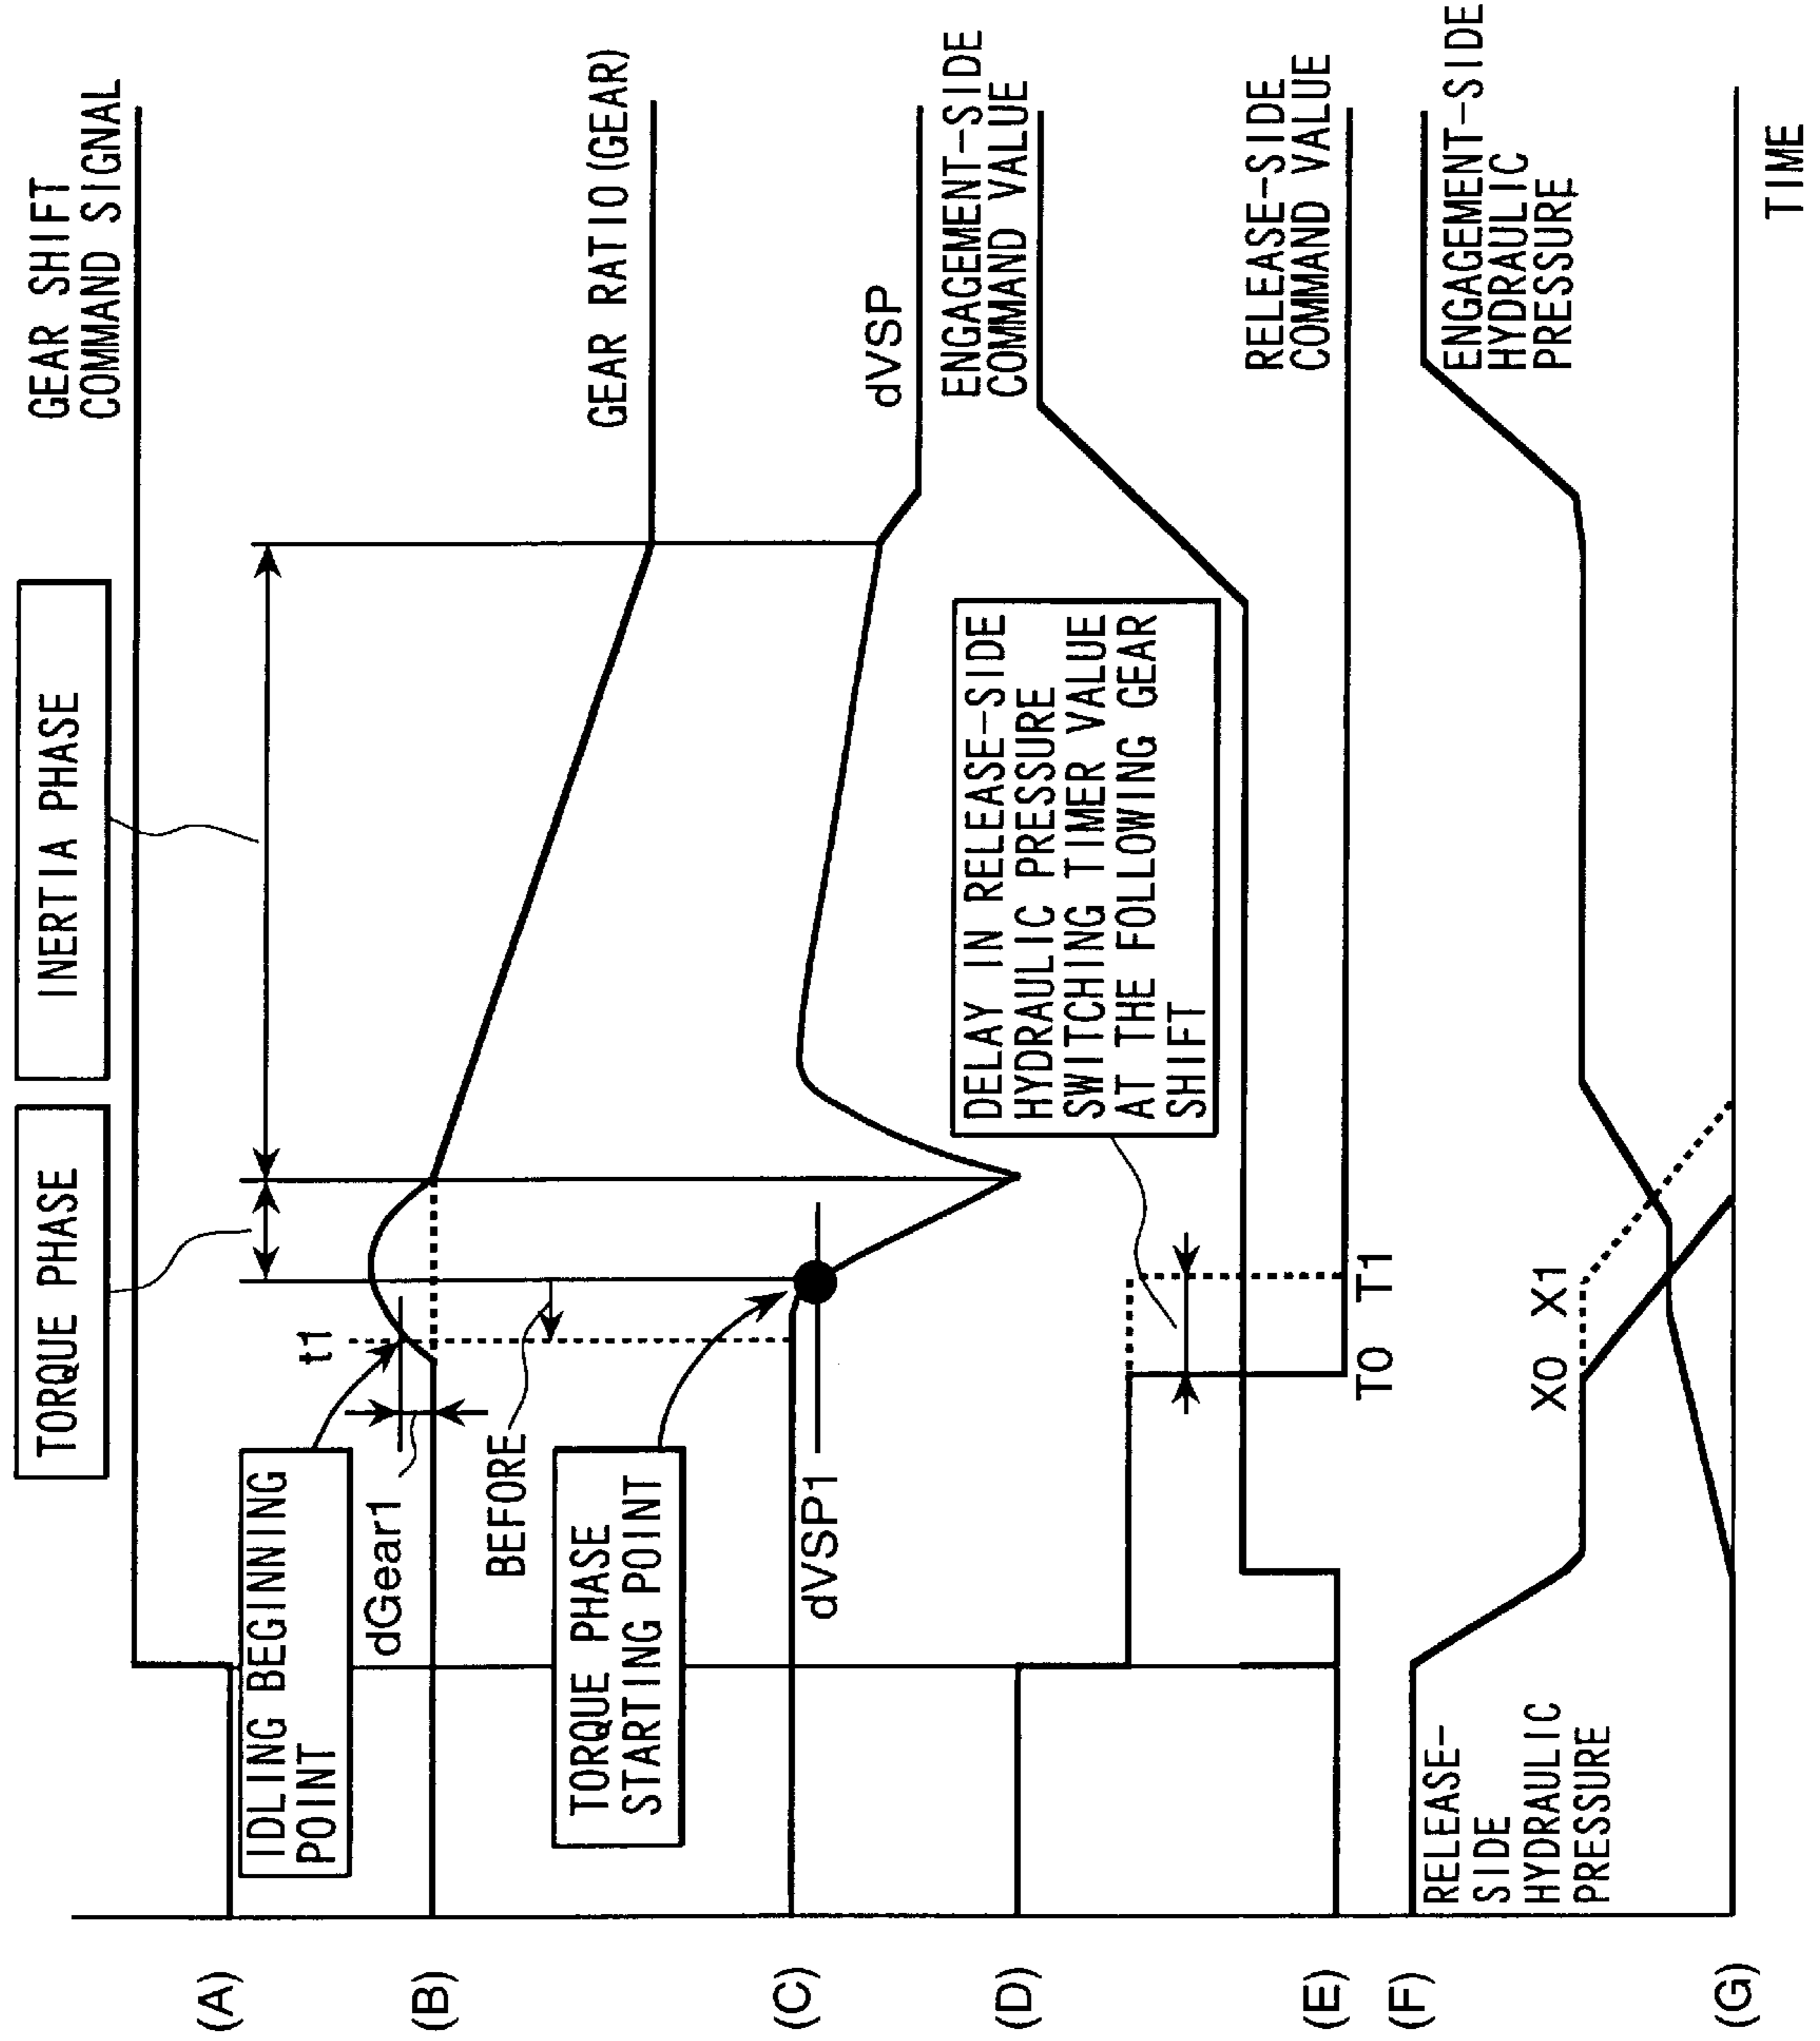 GEAR SHIFT
COMMAND SIGNAL
INERTIA PHASE
TORQUE PHASE
(A)
IDLING BEGINNING
POINT
t1
dGear1
GEAR RATIO(GEAR)
(B)
BEFORE
TORQUE PHASE
STARTING POINT
dVSP1
dVSP
(C)
ENGAGEMENT-SIDE
COMMAND VALUE
DELAY IN RELEASE-SIDE
HYDRAULIC PRESSURE
SWITCHING TIMER VALUE
AT THE FOLLOWING GEAR
SHIFT
(D)
RELEASE-SIDE
COMMAND VALUE
T0 T1
(E)
(F)
RELEASE-
SIDE
HYDRAULIC
PRESSURE
X0 X1
ENGAGEMENT-SIDE
HYDRAULIC
PRESSURE
(G)
TIME